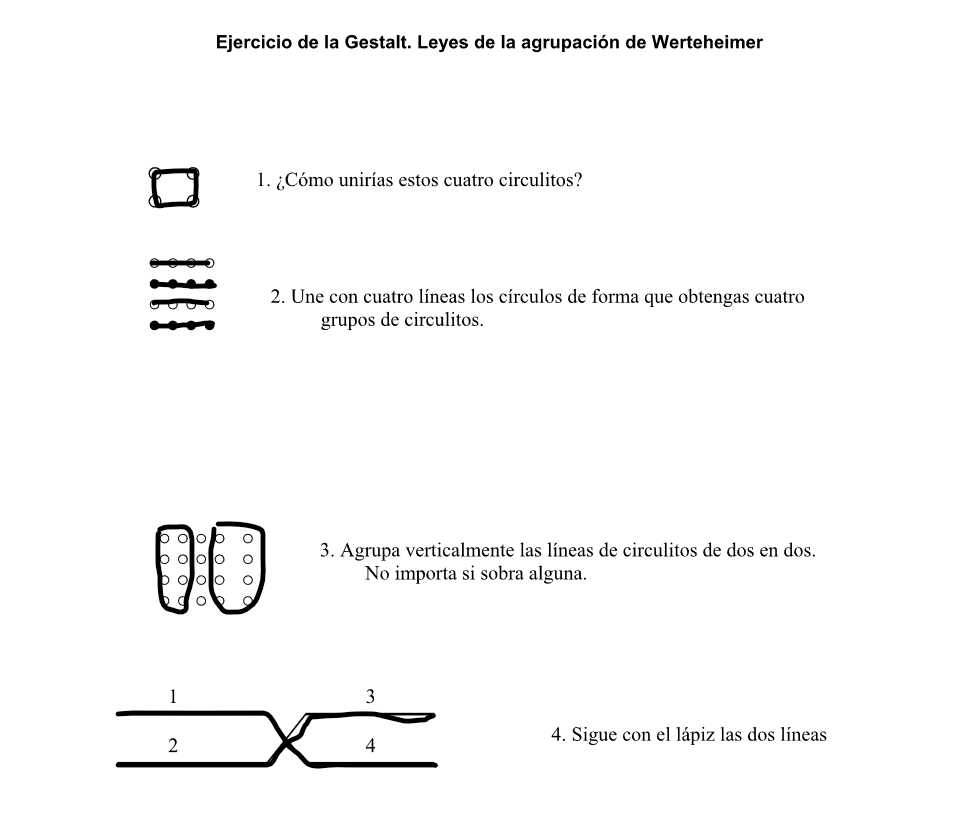 Ejercicio de la Gestalt. Leyes de la agrupación de Werteheimer
1. ¿Cómo unirías estos cuatro circulitos?
2. Une con cuatro líneas los círculos de forma que obtengas cuatro
grupos de circulitos.
3. Agrupa verticalmente las líneas de circulitos de dos en dos.
No importa si sobra alguna.
1 3
2 4
4. Sigue con el lápiz las dos líneas